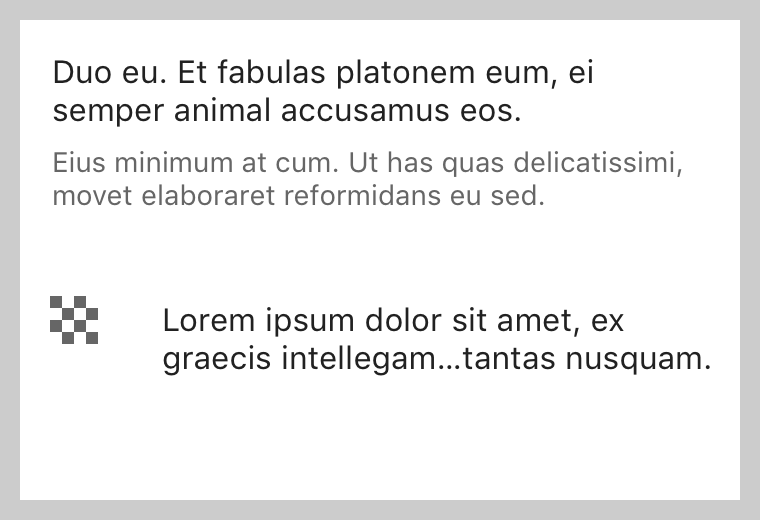 Duo eu. Et fabulas platonem eum, ei
semper animal accusamus eos.
Eius minimum at cum. Ut has quas delicatissimi,
movet elaboraret reformidans eu sed.
Lorem ipsum dolor sit amet, ex
graecis intellegam...tantas nusquam.